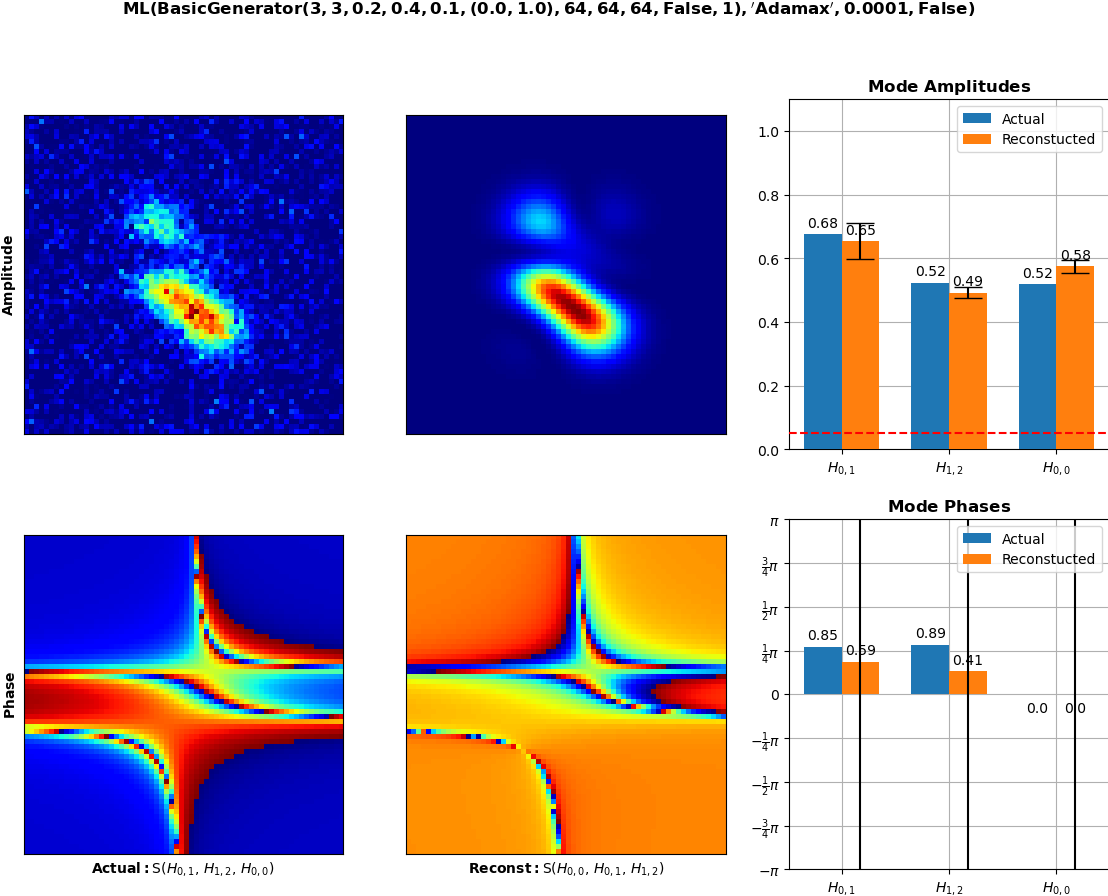 ML(BasicGenerator(3, 3, 0.2, 0.4, 0.1, (0.0, 1.0), 64, 64, 64, False, 1), 'Adamax', 0.0001, False)
Amplitude
Mode Amplitudes
Actual
Reconstucted
1.0
0.8
0.6
0.4
0.2
0.0
0.68
0.65
0.52
0.49
0.52
0.58
H0,1
H1,2
H0,0
Phase
Actual: S(H0,1, H1,2, H0,0)
Reconst: S(H0,0, H0,1, H1,2)
Mode Phases
Actual
Reconstucted
π
3/4π
1/2π
1/4π
0
−1/4π
−1/2π
−3/4π
−π
0.85
0.59
0.89
0.41
0.0
0.0
H0,1
H1,2
H0,0